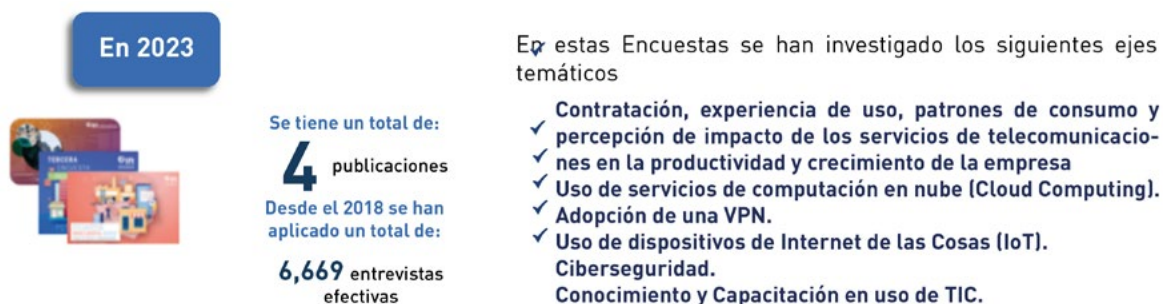 En 2023
Se tiene un total de:
4 publicaciones
Desde el 2018 se han
aplicado un total de:
6,669 entrevistas
efectivas
En estas Encuestas se han investigado los siguientes ejes
temáticos
Contratación, experiencia de uso, patrones de consumo y
✓ percepción de impacto de los servicios de telecomunicacio-
✓ nes en la productividad y crecimiento de la empresa
✓ Uso de servicios de computación en nube (Cloud Computing).
✓ Adopción de una VPN.
✓ Uso de dispositivos de Internet de las Cosas (IoT).
Ciberseguridad.
Conocimiento y Capacitación en uso de TIC.